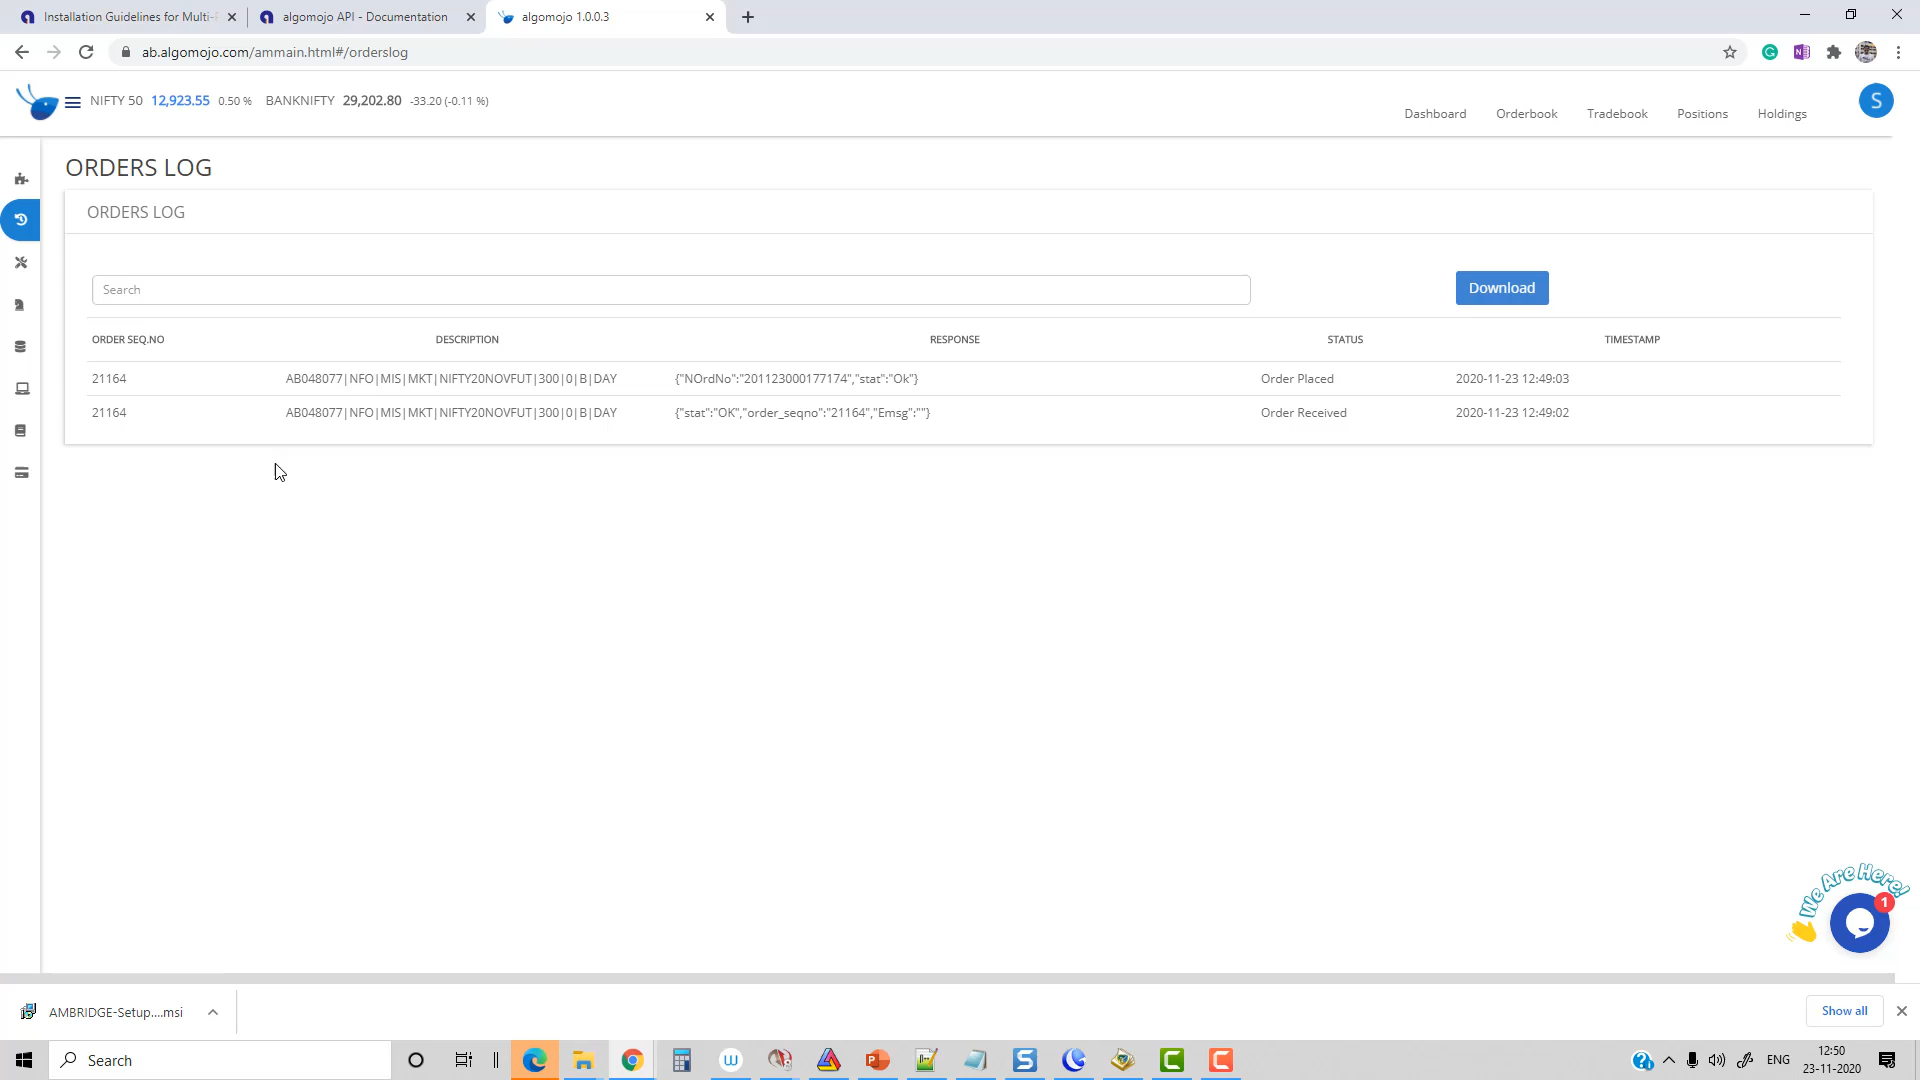 Installation Guidelines for Multi-
algomojo API - Documentation
algomojo 1.0.0.3
ab.algomojo.com/ammain.html#/orderslog
NIFTY 50 12,923.55 0.50 % BANKNIFTY 29,202.80 -33.20 (-0.11 %)
Dashboard Orderbook Tradebook Positions Holdings
S
ORDERS LOG
ORDERS LOG
Search
Download
ORDER SEQ.NO DESCRIPTION RESPONSE STATUS TIMESTAMP
21164 AB048077|NFO|MIS|MKT|NIFTY20NOVFUT|300|0|B|DAY {"NOrdNo":"201123000177174","stat":"Ok"} Order Placed 2020-11-23 12:49:03
21164 AB048077|NFO|MIS|MKT|NIFTY20NOVFUT|300|0|B|DAY {"stat":"OK","order_seqno":"21164","Emsg":""} Order Received 2020-11-23 12:49:02
We Are Here!
1
AMBRIDGE-Setup....msi
Show all
Search
ENG
12:50
23-11-2020